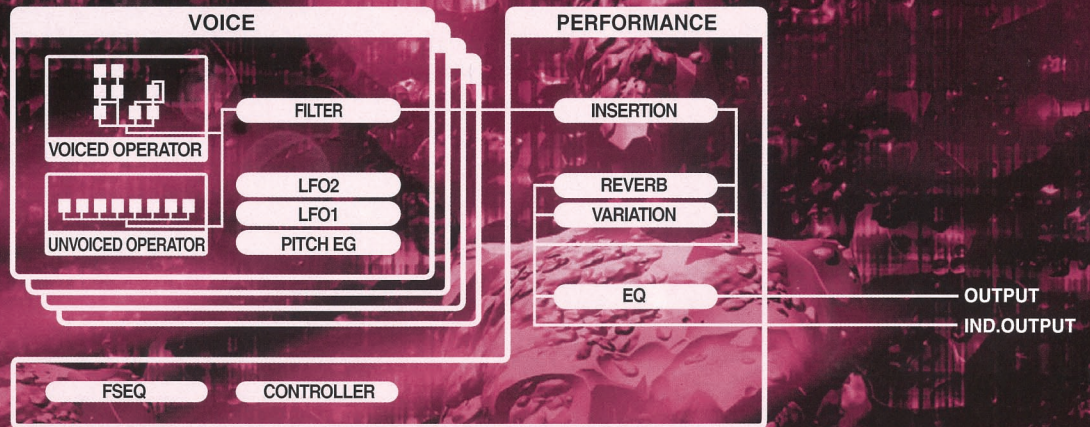 VOICE
VOICED OPERATOR
UNVOICED OPERATOR
FILTER
LFO2
LFO1
PITCH EG
PERFORMANCE
INSERTION
REVERB
VARIATION
EQ
OUTPUT
IND.OUTPUT
FSEQ
CONTROLLER